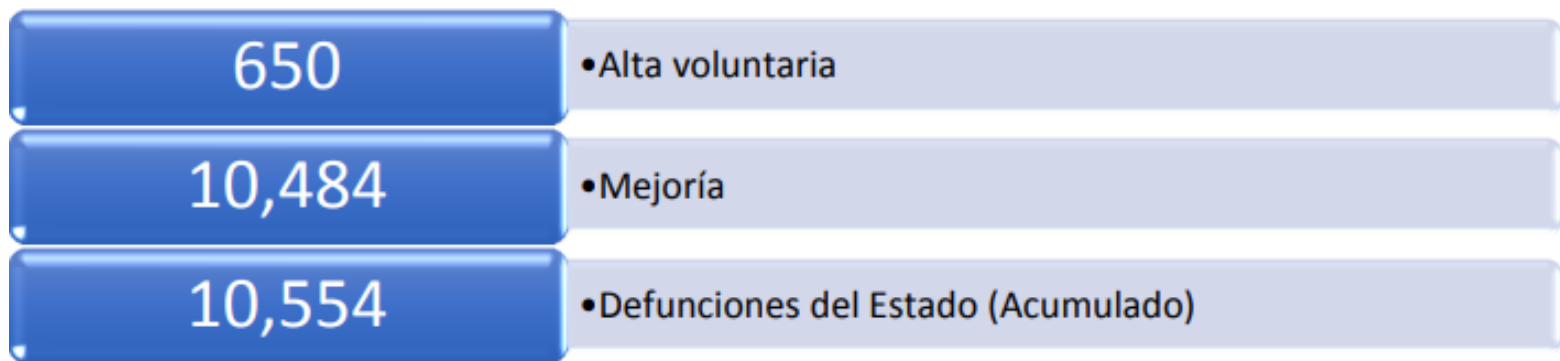 650
•Alta voluntaria
10,484
•Mejoría
10,554
•Defunciones del Estado (Acumulado)